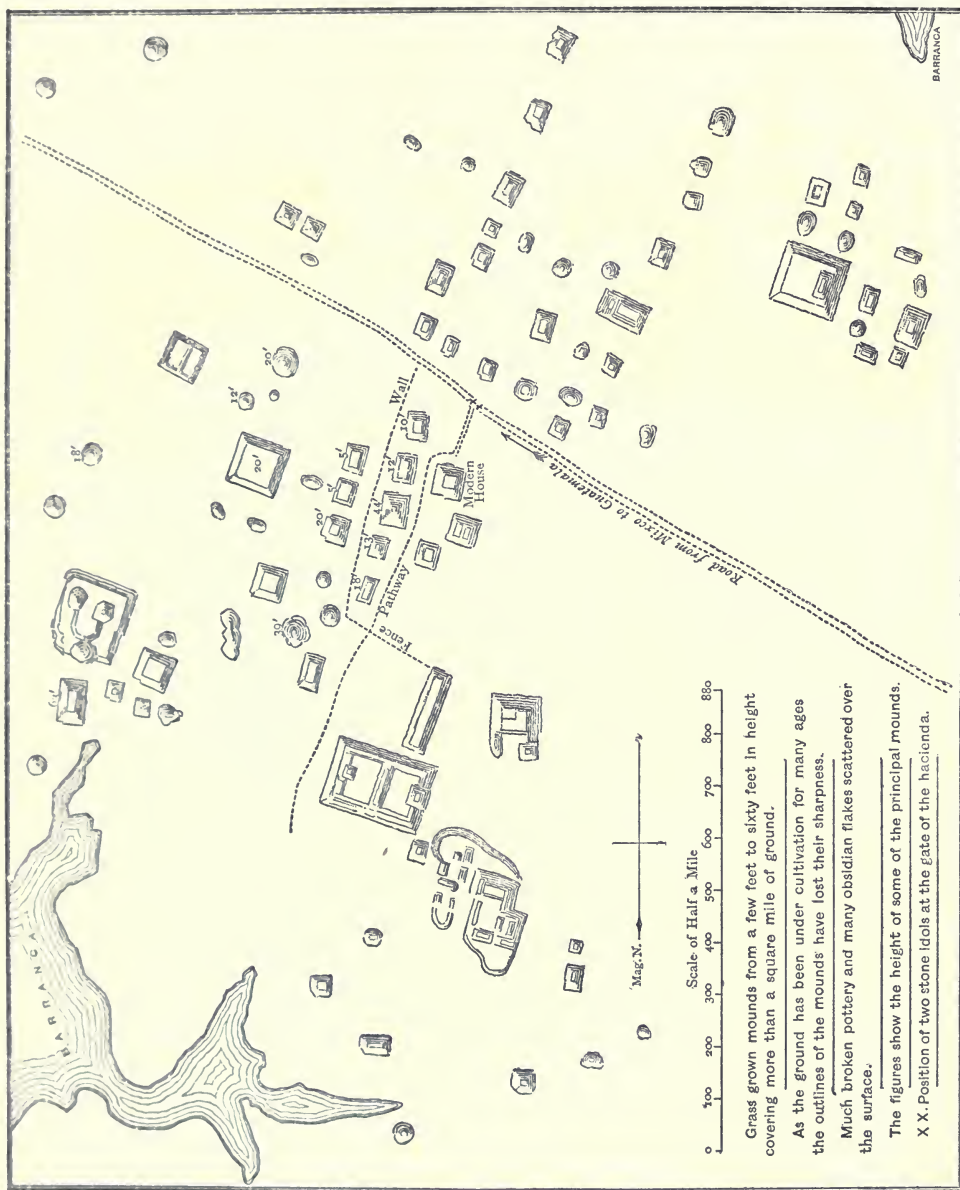 BARRANCA
BARRANCA
18'
20'
12'
20'
5'
5'
20'
Wall
10'
12'
44'
13'
18'
Modern
House
Pathway
Fence
Road from Mixco to Guatemala
Mag. N.
Scale of Half a Mile
0 100 200 300 400 500 600 700 800 880
Grass grown mounds from a few feet to sixty feet in height
covering more than a square mile of ground.
As the ground has been under cultivation for many ages
the outlines of the mounds have lost their sharpness.
Much broken pottery and many obsidian flakes scattered over
the surface.
The figures show the height of some of the principal mounds.
X X. Position of two stone idols at the gate of the hacienda.